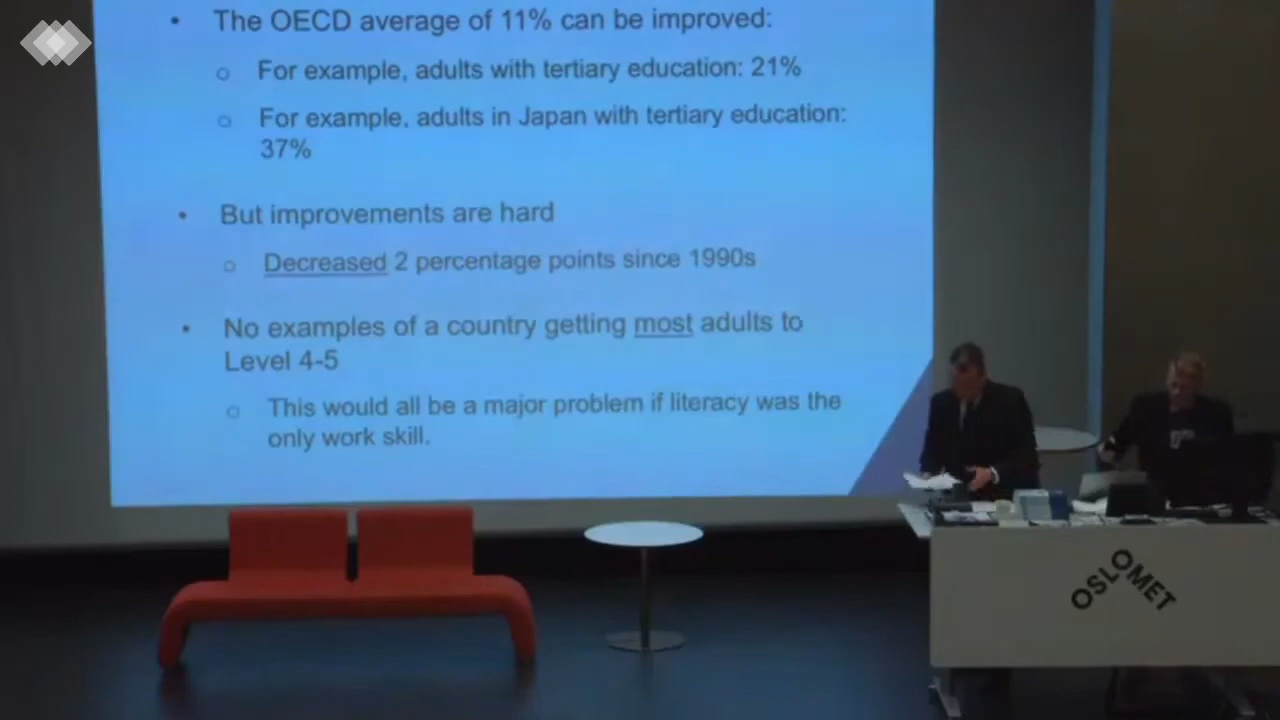 • The OECD average of 11% can be improved:
o For example, adults with tertiary education: 21%
o For example, adults in Japan with tertiary education:
37%
• But improvements are hard
o Decreased 2 percentage points since 1990s
• No examples of a country getting most adults to
Level 4-5
o This would all be a major problem if literacy was the
only work skill.
OSLOMET